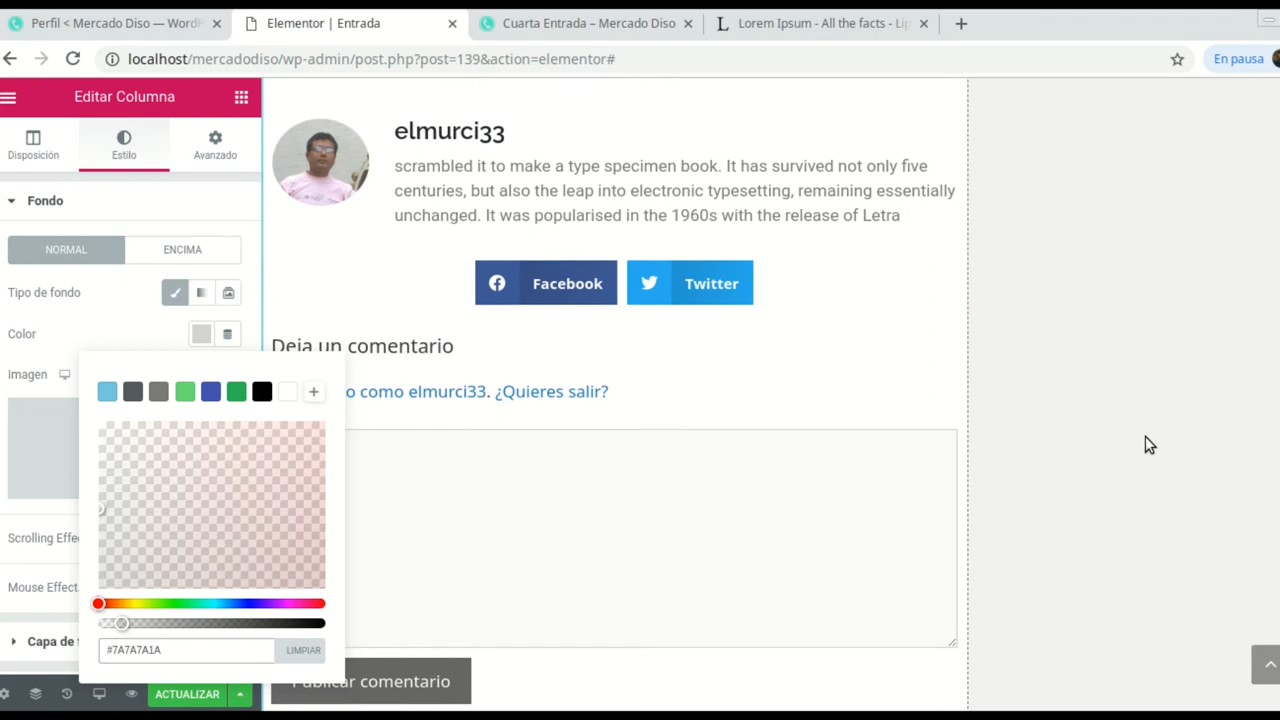 Perfil < Mercado Diso — WordP
Elementor | Entrada
Cuarta Entrada – Mercado Diso
Lorem Ipsum - All the facts - Lip
localhost/mercadodiso/wp-admin/post.php?post=139&action=elementor#
En pausa
Editar Columna
Disposición
Estilo
Avanzado
Fondo
NORMAL
ENCIMA
Tipo de fondo
Color
Imagen
Scrolling Effe
Mouse Effect
Capa de f
#7A7A7A1A
LIMPIAR
ACTUALIZAR
elmurci33
scrambled it to make a type specimen book. It has survived not only five
centuries, but also the leap into electronic typesetting, remaining essentially
unchanged. It was popularised in the 1960s with the release of Letra
Facebook
Twitter
Deja un comentario
o como elmurci33. ¿Quieres salir?
Publicar comentario